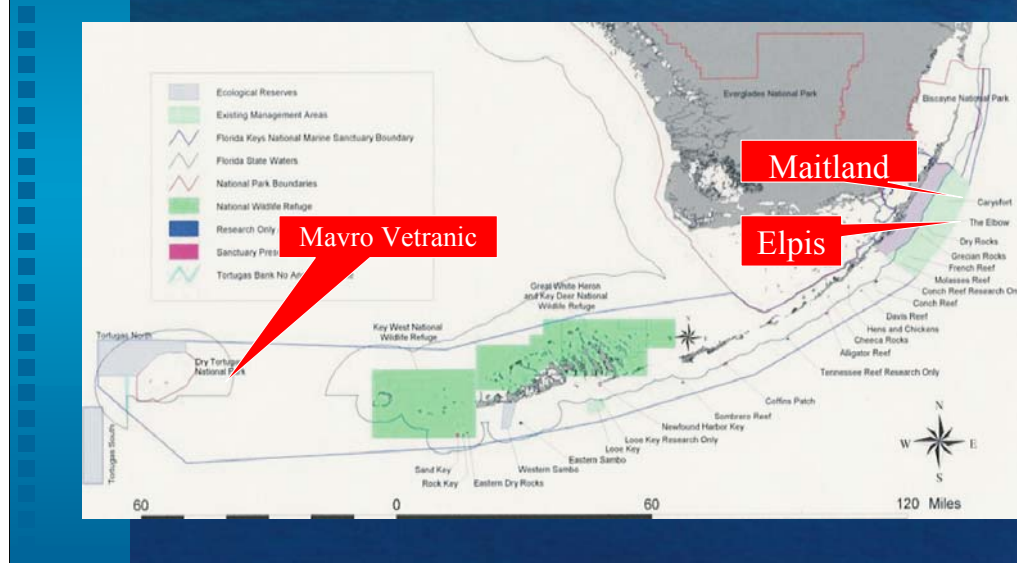 Ecological Reserves
Existing Management Areas
Florida Keys National Marine Sanctuary Boundary
Florida State Waters
National Park Boundaries
National Wildlife Refuge
Research Only
Sanctuary Pres
Tortugas Bank No An
Mavro Vetranic
Maitland
Elpis
Everglades National Park
Biscayne National Park
Carysfort
The Elbow
Dry Rocks
Grecian Rocks
French Reef
Molasses Reef
Conch Reef Research On
Conch Reef
Davis Reef
Hens and Chickens
Cheeca Rocks
Alligator Reef
Tennessee Reef Research Only
Coffins Patch
Sombrero Reef
Newfound Harbor Key
Looe Key Research Only
Looe Key
Eastern Sambo
Western Sambo
Eastern Dry Rocks
Rock Key
Sand Key
Great White Heron
and Key Deer National
Wildlife Refuge
Key West National
Wildlife Refuge
Tortugas North
Dry Tortugas
National Park
Tortugas South
N
W
E
S
60
0
60
120 Miles